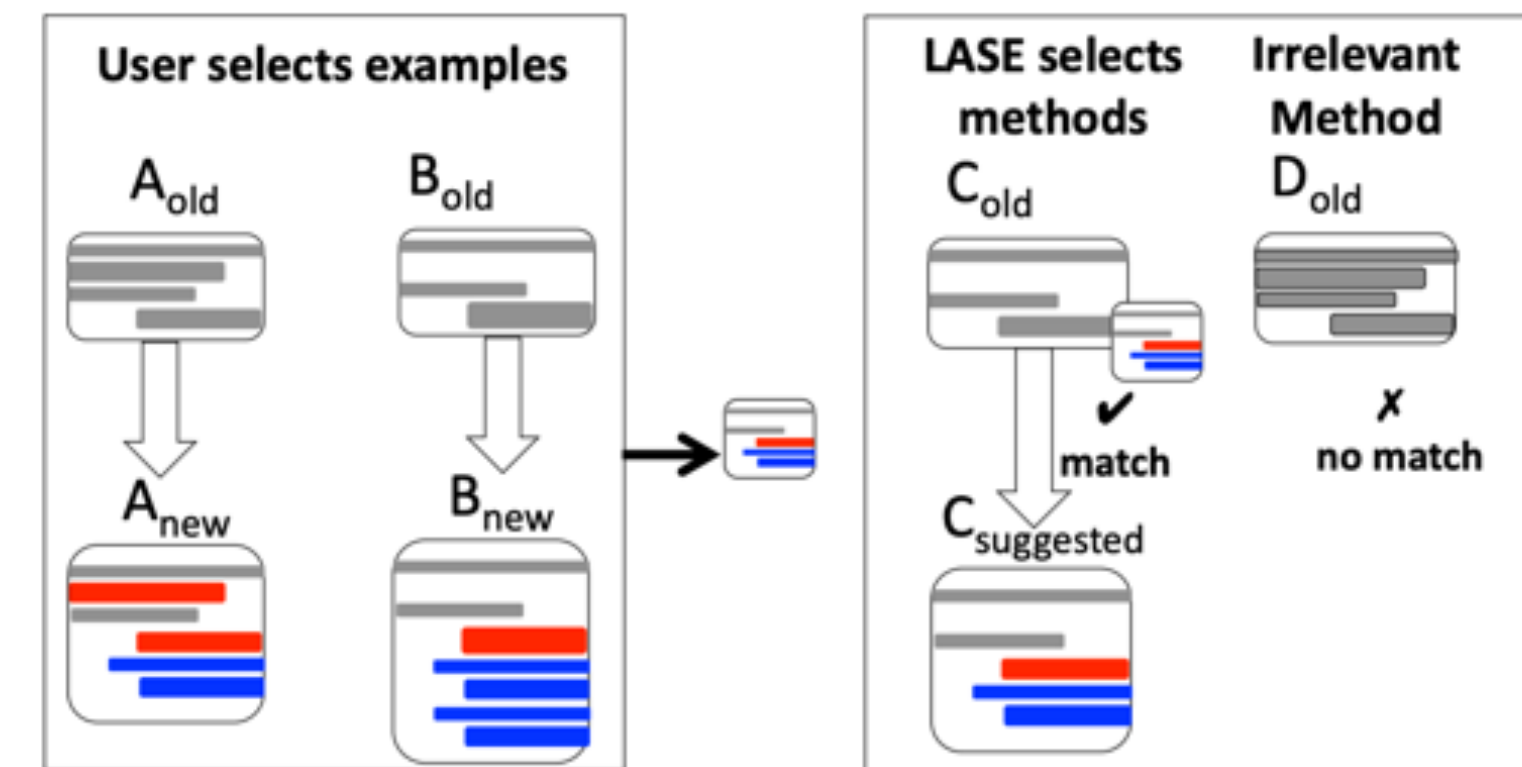 User selects examples
A old
B old
A new
B new
LASE selects
methods
C old
match
C suggested
Irrelevant
Method
D old
✔
✗
no match